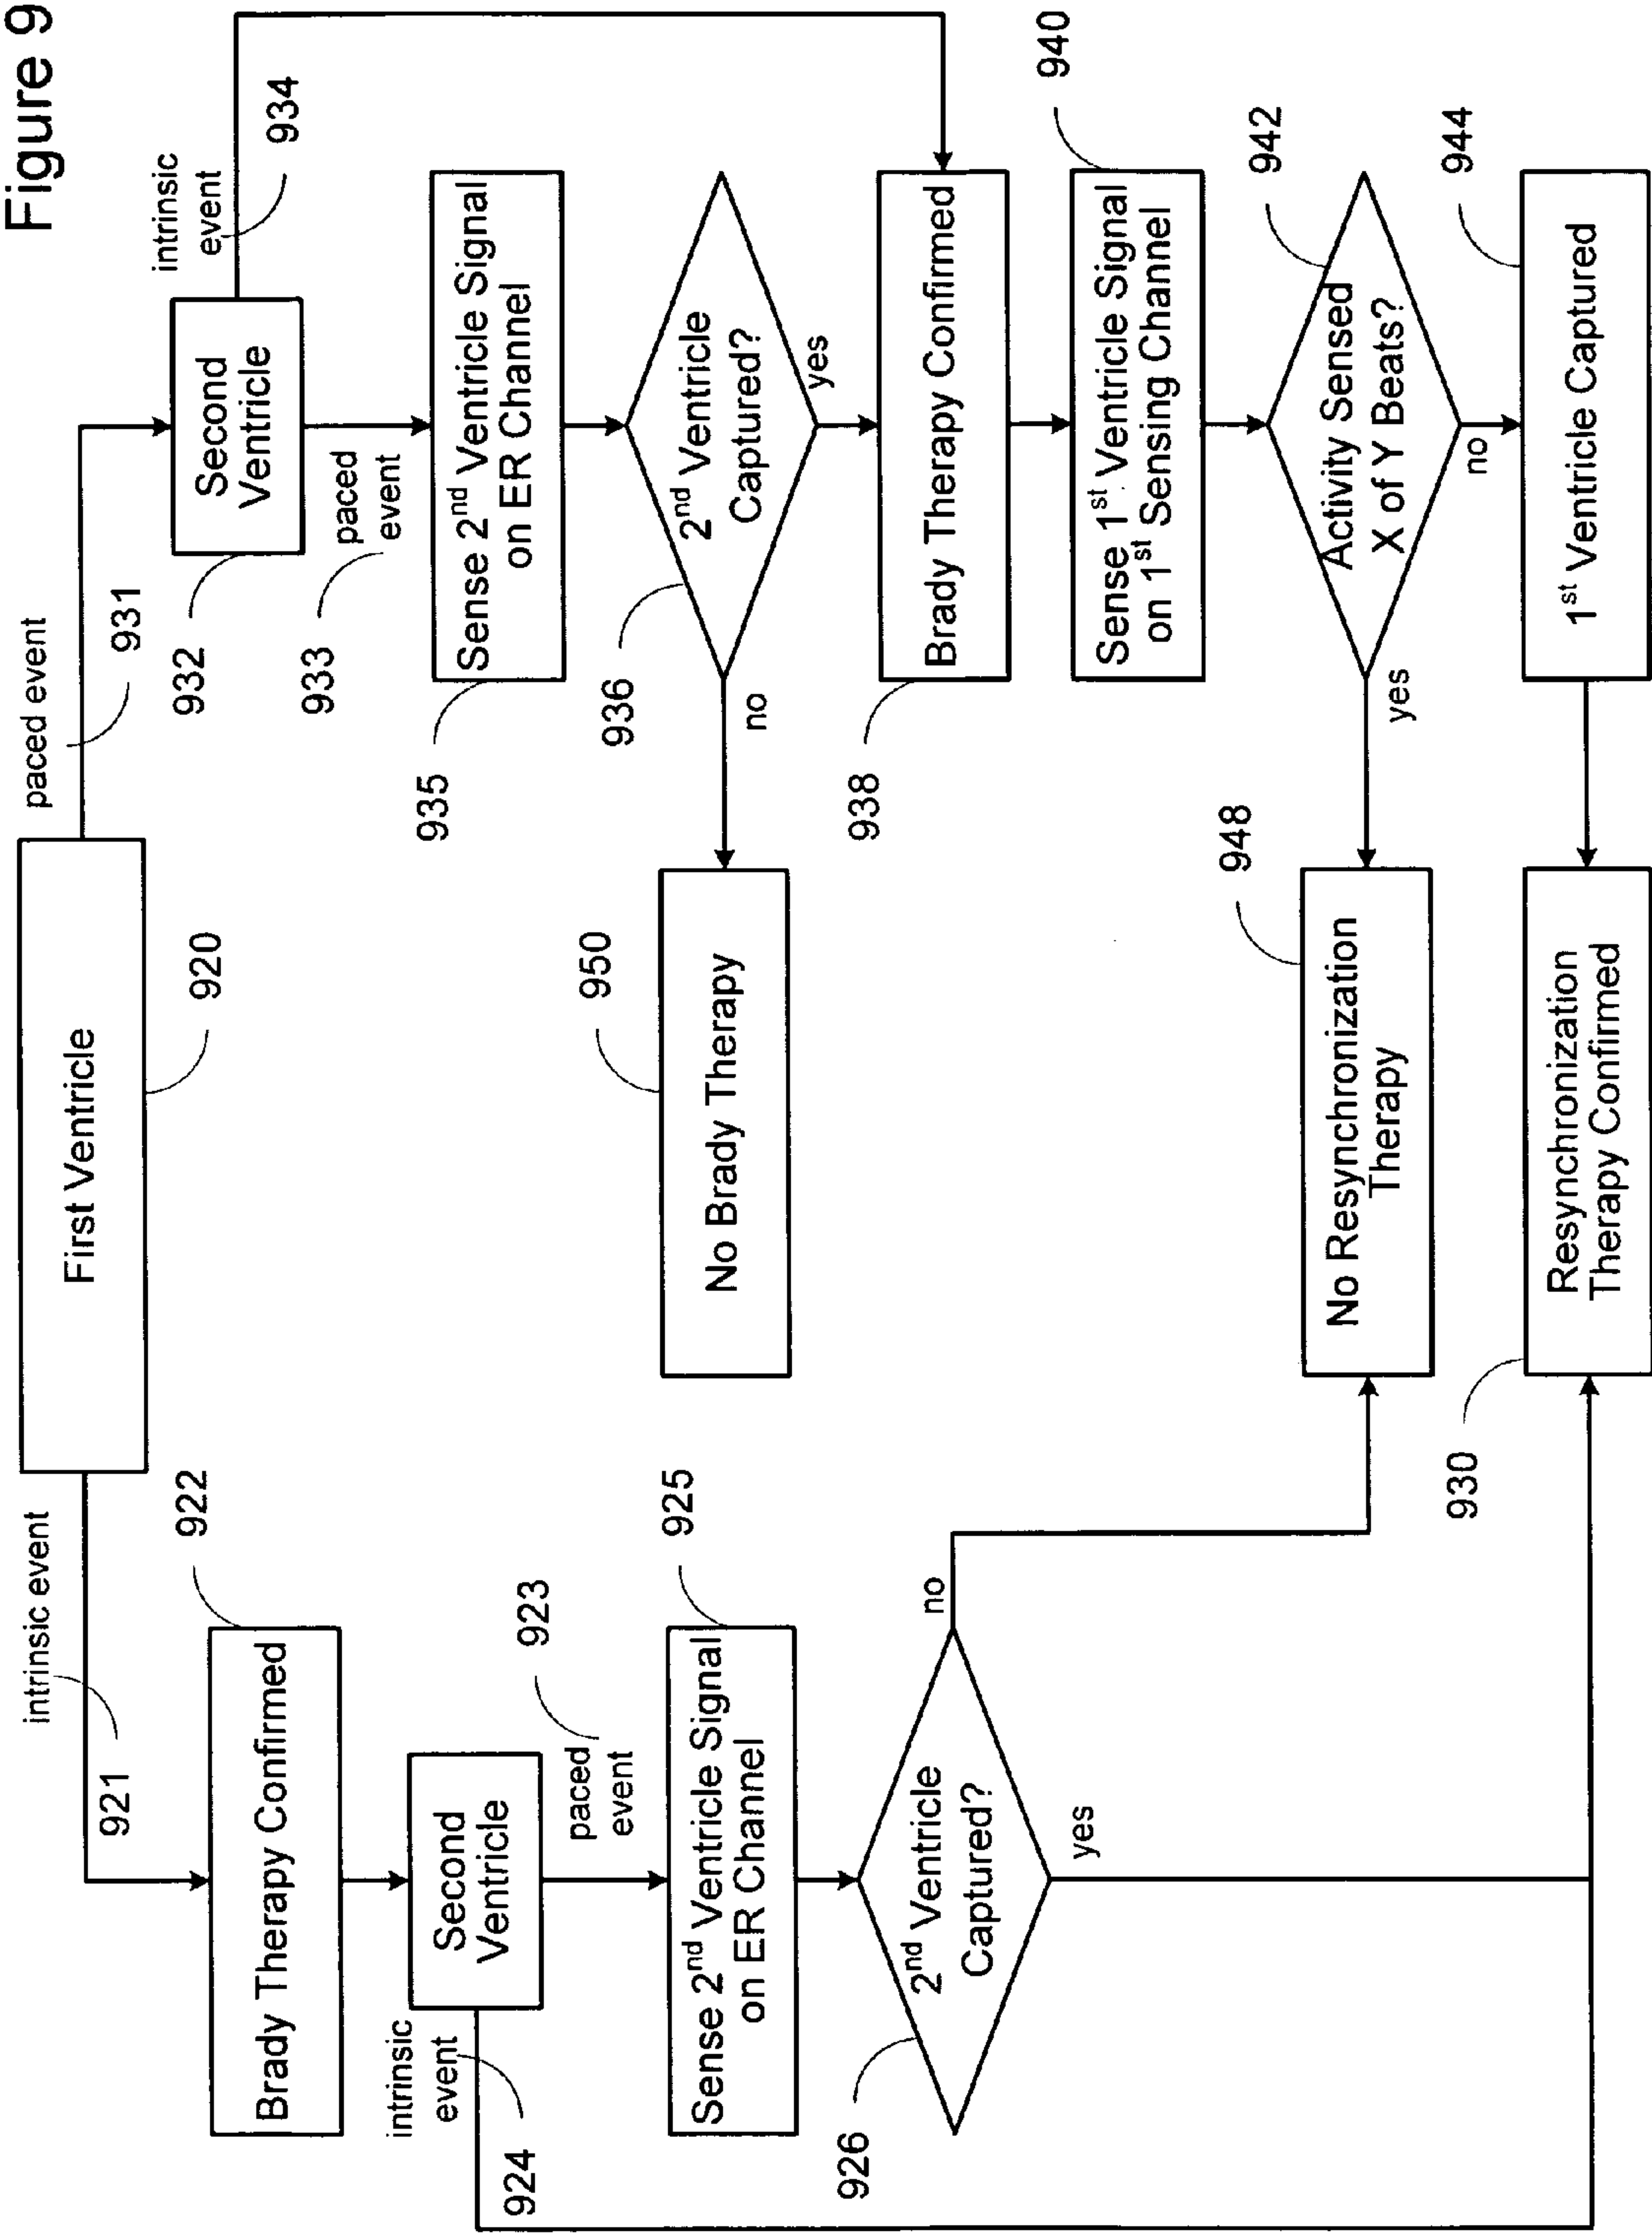 Figure 9
First Ventricle
920
intrinsic event
921
paced event
931
Brady Therapy Confirmed
922
Second
Ventricle
intrinsic
event
924
paced
event
923
Sense 2nd Ventricle Signal
on ER Channel
925
2nd Ventricle
Captured?
926
no
yes
Second
Ventricle
932
intrinsic
event
934
paced
event
933
Sense 2nd Ventricle Signal
on ER Channel
935
2nd Ventricle
Captured?
936
no
yes
No Brady Therapy
950
Brady Therapy Confirmed
938
Sense 1st Ventricle Signal
on 1st Sensing Channel
940
Activity Sensed
X of Y Beats?
942
yes
no
No Resynchronization
Therapy
948
1st Ventricle Captured
944
Resynchronization
Therapy Confirmed
930